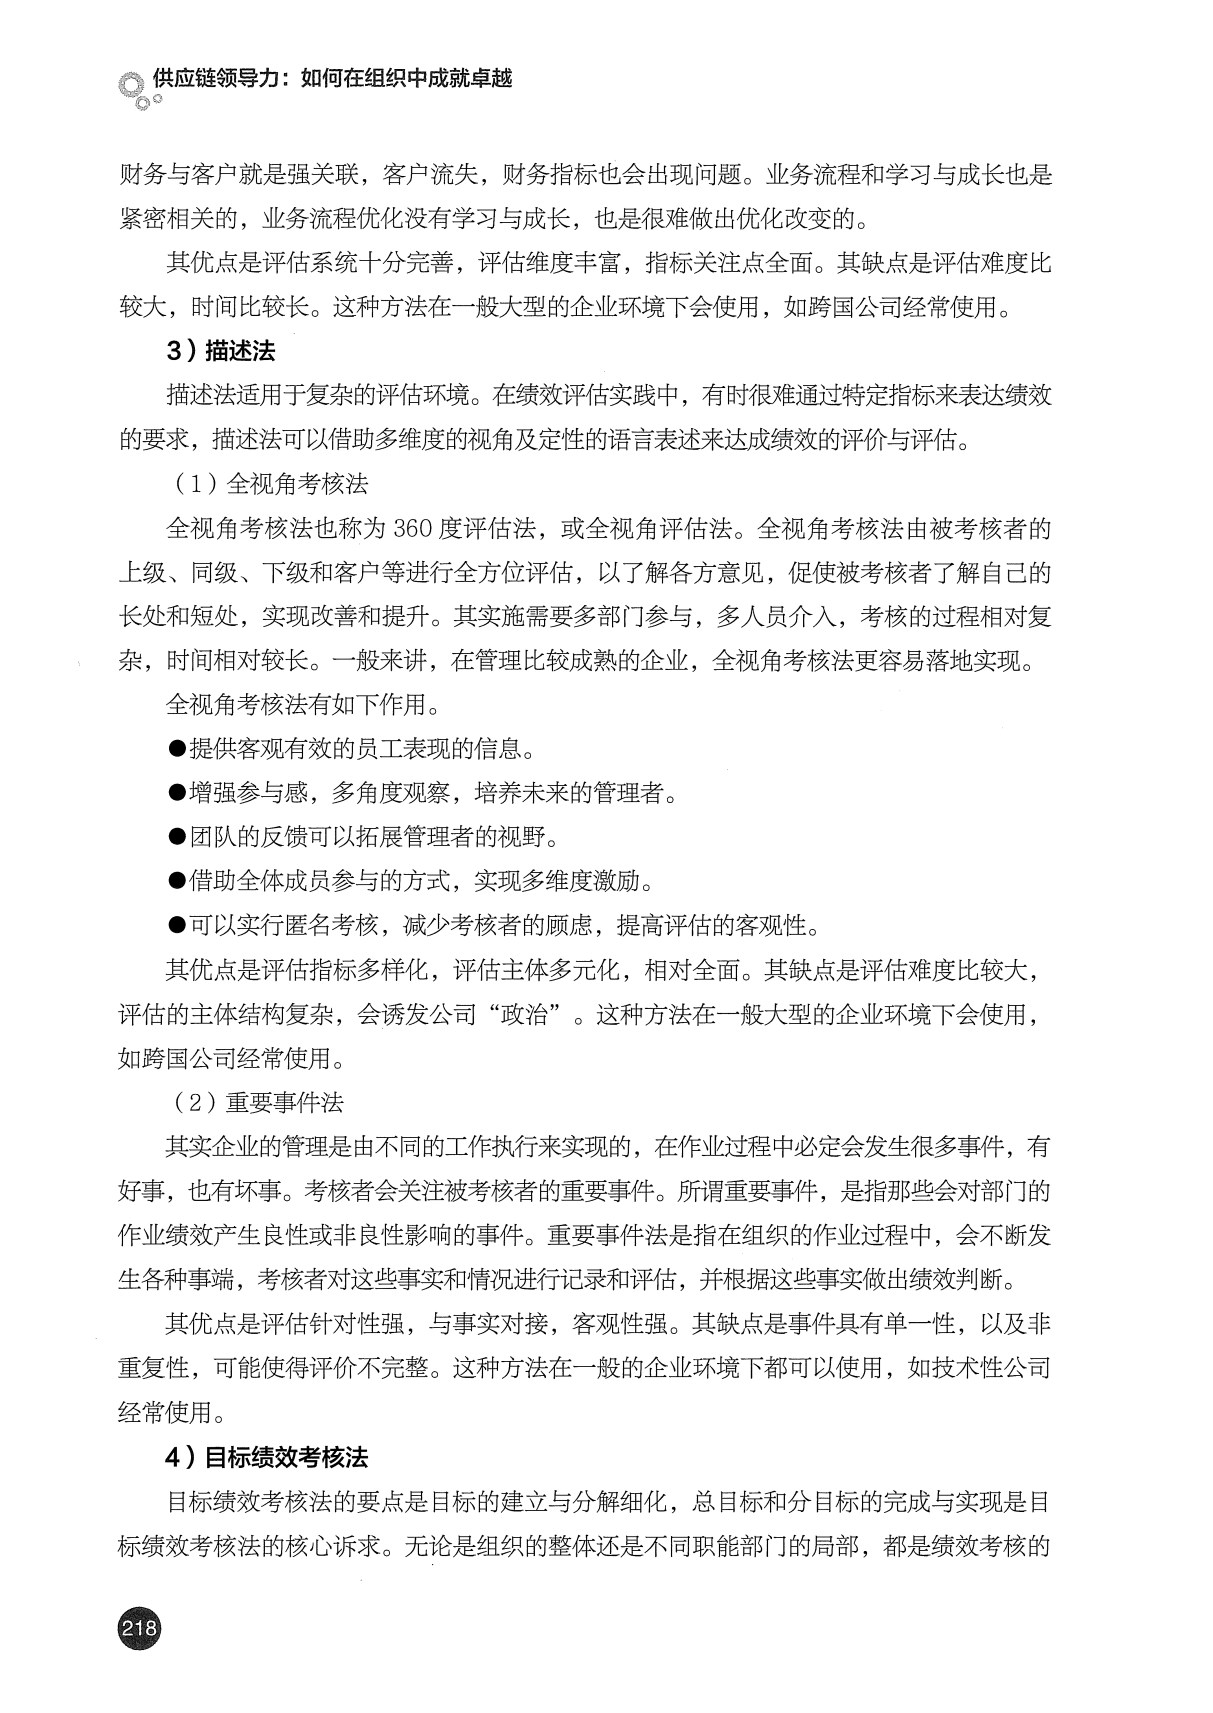 供应链领导力：如何在组织中成就卓越
财务与客户就是强关联，客户流失，财务指标也会出现问题。业务流程和学习与成长也是
紧密相关的，业务流程优化没有学习与成长，也是很难做出优化改变的。
其优点是评估系统十分完善，评估维度丰富，指标关注点全面。其缺点是评估难度比
较大，时间比较长。这种方法在一般大型的企业环境下会使用，如跨国公司经常使用。
3）描述法
描述法适用于复杂的评估环境。在绩效评估实践中，有时很难通过特定指标来表达绩效
的要求，描述法可以借助多维度的视角及定性的语言表述来达成绩效的评价与评估。
（1）全视角考核法
全视角考核法也称为 360 度评估法，或全视角评估法。全视角考核法由被考核者的
上级、同级、下级和客户等进行全方位评估，以了解各方意见，促使被考核者了解自己的
长处和短处，实现改善和提升。其实施需要多部门参与，多人员介入，考核的过程相对复
杂，时间相对较长。一般来讲，在管理比较成熟的企业，全视角考核法更容易落地实现。
全视角考核法有如下作用。
●提供客观有效的员工表现的信息。
●增强参与感，多角度观察，培养未来的管理者。
●团队的反馈可以拓展管理者的视野。
●借助全体成员参与的方式，实现多维度激励。
●可以实行匿名考核，减少考核者的顾虑，提高评估的客观性。
其优点是评估指标多样化，评估主体多元化，相对全面。其缺点是评估难度比较大，
评估的主体结构复杂，会诱发公司“政治”。这种方法在一般大型的企业环境下会使用，
如跨国公司经常使用。
（2）重要事件法
其实企业的管理是由不同的工作执行来实现的，在作业过程中必定会发生很多事件，有
好事，也有坏事。考核者会关注被考核者的重要事件。所谓重要事件，是指那些会对部门的
作业绩效产生良性或非良性影响的事件。重要事件法是指在组织的作业过程中，会不断发
生各种事端，考核者对这些事实和情况进行记录和评估，并根据这些事实做出绩效判断。
其优点是评估针对性强，与事实对接，客观性强。其缺点是事件具有单一性，以及非
重复性，可能使得评价不完整。这种方法在一般的企业环境下都可以使用，如技术性公司
经常使用。
4）目标绩效考核法
目标绩效考核法的要点是目标的建立与分解细化，总目标和分目标的完成与实现是目
标绩效考核法的核心诉求。无论是组织的整体还是不同职能部门的局部，都是绩效考核的
218